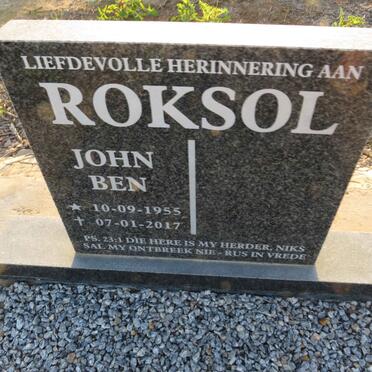 LIEFDEVOLLE HERINNERING AAN
ROKSOL
JOHN
BEN
★ 10-09-1955
✝ 07-01-2017
PS. 23:1 DIE HERE IS MY HERDER, NIKS
SAL MY ONTBREEK NIE - RUS IN VREDE